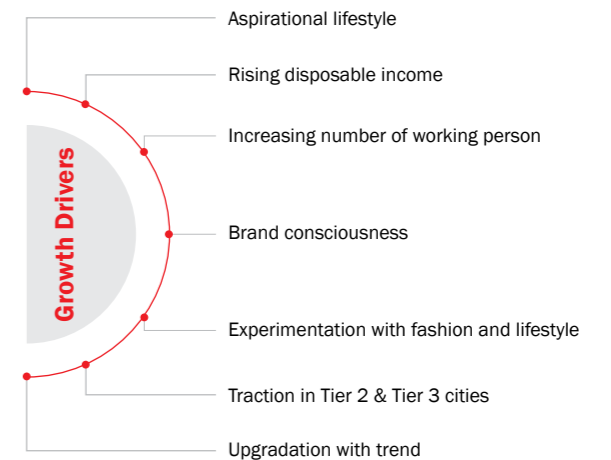 Aspirational lifestyle
Rising disposable income
Increasing number of working person
Growth Drivers
Brand consciousness
Experimentation with fashion and lifestyle
Traction in Tier 2 & Tier 3 cities
Upgradation with trend